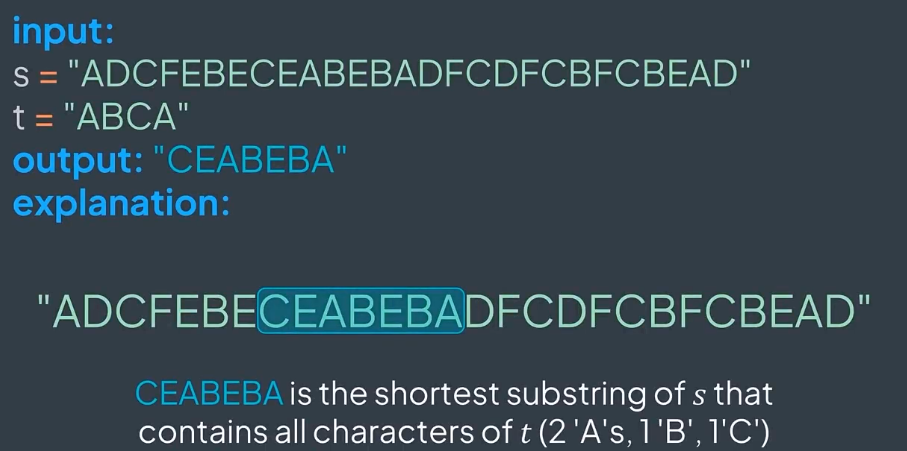 input:
s = "ADCFEBECEABEBADFCDFCBFCBEAD"
t = "ABCA"
output: "CEABEBA"
explanation:
"ADCFEBECEABEBADFCDFCBFCBEAD"
CEABEBA is the shortest substring of s that
contains all characters of t (2 'A's, 1 'B', 1'C')